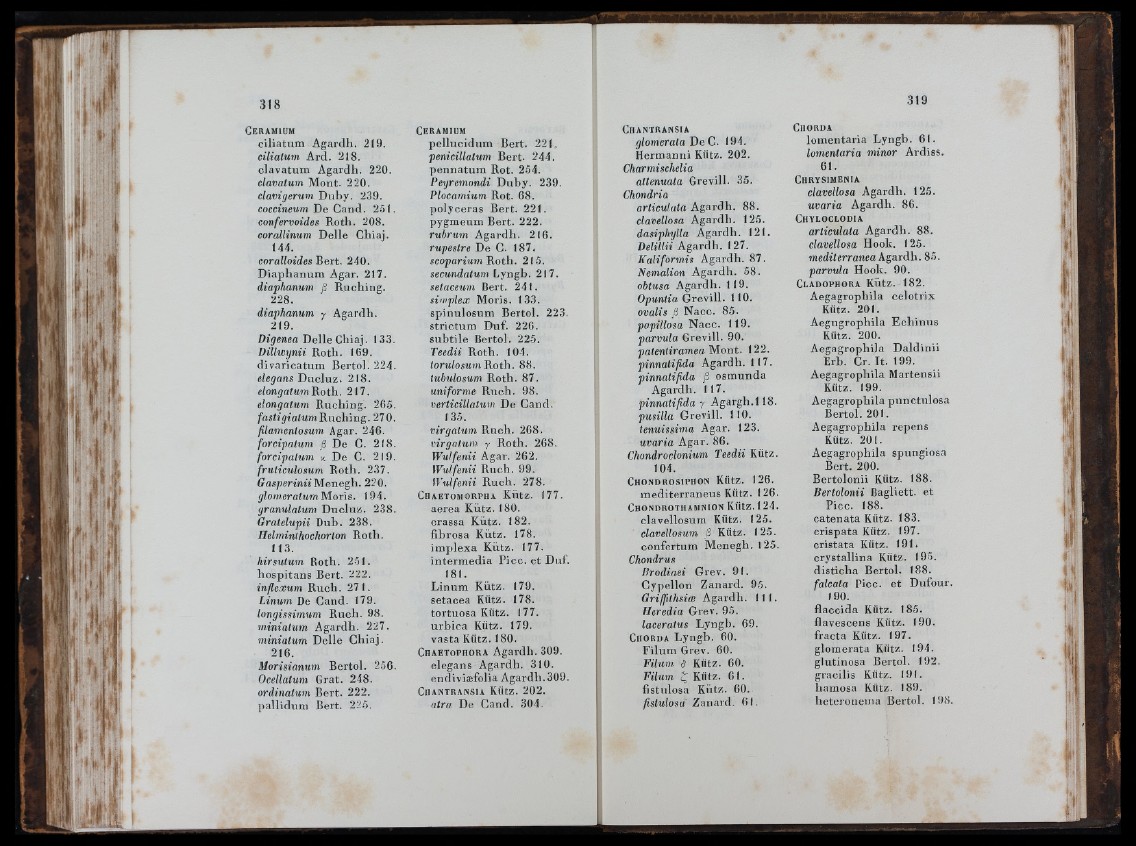 318
CERAMIUM
ciliatum Agardh. 219.
ciliatum Ard. 218.
clavatum Agardh. 220.
clavatum Mont. 220.
clavigerum Duby. 239.
coccineum De Cand. 251.
confervoides Roth. 208.
corallinum Delle Chiaj.
144.
coralloides Bert. 240.
Diaphanum Agar. 217.
diaphanum β Ruching.
228.
diaphanum γ Agardh.
219.
Digenea Delle Chiaj. 133.
Dillwynii Roth. 169.
divaricatum Bertol. 224.
elegans Ducluz. 218.
elongatum Roth. 217.
elongatum Ruching. 265.
fastigiatum Ruching. 270.
filamentosum Agar. 246.
forcipatum β De C. 218.
forcipatum α De C. 219.
fruticulosum Roth. 237.
Gasperinii Menegh. 220.
glomeratum Moris. 194.
granulatum Ducluz. 238.
Gratelupii Dub. 238.
Helminthochorton Roth.
113.
hirsutum Roth. 251.
hospitans Bert. 222.
inflexum Ruch. 271.
Linum De Cand. 179.
longissimum Ruch. 98.
miniatum Agardh. 227.
miniatum Delle Chiaj.
216.
Morisianum Bertol. 256.
Ocellatum Grat. 248.
ordinatum Bert. 222.
pallidum Bert. 225.
CERAMIUM
pellucidum Bert. 221.
penicillatum Bert. 244.
pennatum Rot. 254.
Peyremondi Duby. 239.
Plocamium Rot. 68.
polyceras Bert. 221.
pygmeum Bert. 222.
rubrum Agardh. 216.
rupestre De C. 187.
scoparium Roth. 215.
secundatum Lyngb. 217.
setaceum Bert. 241.
simplex Moris. 133.
spinulosum Bertol. 223.
strictum Duf. 226.
subtile Bertol. 225.
Teedii Roth. 104.
torulosum Roth. 88.
tubulosum Roth. 87.
uniforme Ruch. 98.
verticillatum De Cand.
135.
virgatum Ruch. 268.
virgatum γ Roth. 268.
Wulfenii Agar. 262.
Wulfenii Ruch. 99.
Wulfenii Ruch. 278.
CHAETOMORPHA Kütz. 177.
aerea Kütz. 180.
crassa Kütz. 182.
fibrosa Kütz. 178.
implexa Kütz. 177.
intermedia Picc. et Duf.
181.
Linum Kütz. 179.
setacea Kütz. 178.
tortuosa Kütz. 177.
urbica Kütz. 179.
vasta Kütz. 180.
CHAETOPHORA Agardh. 309.
elegans Agardh. 310.
endiviæfolia Agardh. 309.
CHANTRANSIA Kütz. 202.
atra De Cand. 304.
319
CHANTRANSIA
glomerata De C. 194.
Hermanni Kütz. 202.
Charmischelia
attenuata Grevill. 35.
Chondria
articulata Agardh. 88.
clavellosa Agardh. 125.
dasiphylla Agardh. 121.
Delillii Agardh. 127.
Kaliformis Agardh. 87.
Nemalion Agardh. 58.
obtusa Agardh. 119.
Opuntia Grevill. 110.
ovalis β Nacc. 85.
papillosa Nacc. 119.
parvula Grevill. 90.
patentiramea Mont. 122.
pinnatifida Agardh. 117.
pinnatifida β osmunda
Agardh. 117.
pinnatifida γ Agargh. 118.
pusilla Grevill. 110.
tenuissima Agar. 123.
uvaria Agar. 86.
Chondroclonium Teedii Kütz.
104.
CHONDROSIPHON Kütz. 126.
mediterraneus Kütz. 126.
CHONDROTHAMNION Kütz. 124.
clavellosum Kütz. 125.
clavellosum β Kütz. 125.
confertum Menegh. 125.
Chondrus
Brodiaei Grev. 91.
Cypellon Zanard. 95.
Griffithsiæ Agardh. 111.
Heredia Grev. 95.
laceratus Lyngb. 69.
CHORDA Lyngb. 60.
Filum Grev. 60.
Filum δ Kütz. 60.
Filum ζ Kütz. 61.
fistulosa Kütz. 60.
fistulosa Zanard. 61.
CHORDA
lomentaria Lyngb. 61.
lomentaria minor Ardiss.
61.
CHRYSIMENIA
clavellosa Agardh. 125.
uvaria Agardh. 86.
CHYLOCLODIA
articulata Agardh. 88.
clavellosa Hook. 125.
mediterranea Agardh. 85.
parvula Hook. 90.
CLADOPHORA Kütz. 182.
Aegagrophila celotrix
Kütz. 201.
Aegugrophila Echinus
Kütz. 200.
Aegagrophila Daldinii
Erb. Cr. It. 199.
Aegagrophila Martensii
Kütz. 199.
Aegagrophila punctulosa
Bertol. 201.
Aegagrophila repens
Kütz. 201.
Aegagrophila spungiosa
Bert. 200.
Bertolonii Kütz. 188.
Bertolonii Bagliett. et
Picc. 188.
catenata Kütz. 183.
crispata Kütz. 197.
cristata Kütz. 191.
crystallina Kütz. 195.
disticha Bertol. 188.
falcata Picc. et Dufour.
190.
flaccida Kütz. 185.
flavescens Kütz. 190.
fracta Kütz. 197.
glomerata Kütz. 194.
glutinosa Bertol. 192.
gracilis Kütz. 191.
hamosa Kütz. 189.
heteronema Bertol. 198.